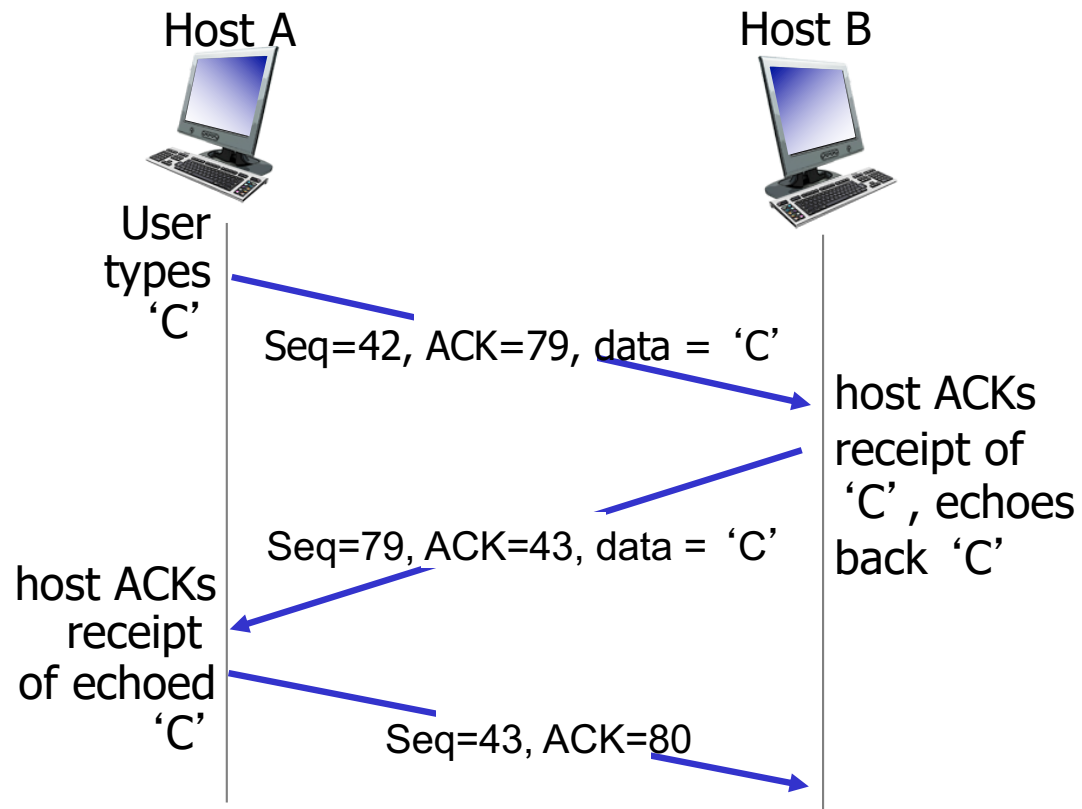 Host A
Host B
User
types
‘C’
Seq=42, ACK=79, data = ‘C’
host ACKs
receipt of
‘C’, echoes
back ‘C’
Seq=79, ACK=43, data = ‘C’
host ACKs
receipt
of echoed
‘C’
Seq=43, ACK=80